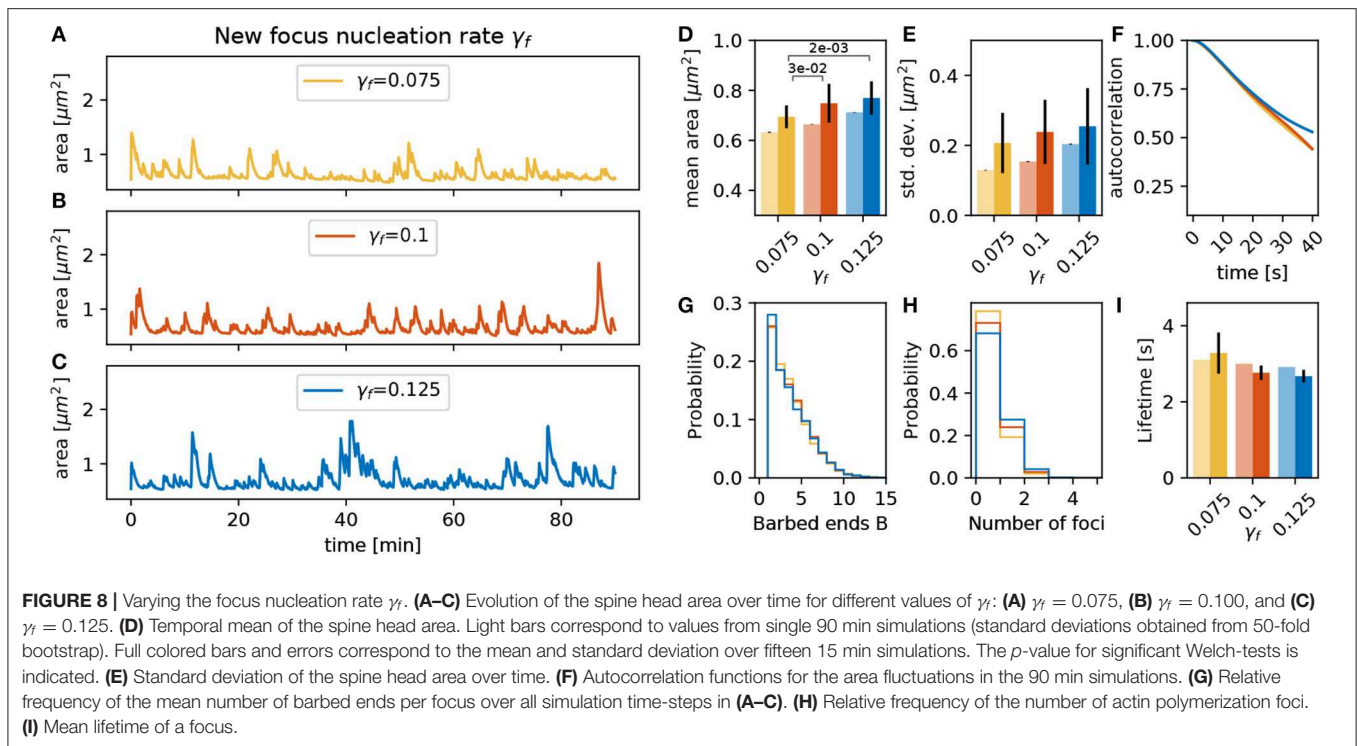 A
New focus nucleation rate γf
area [μm²]
2
1
γf=0.075
B
area [μm²]
2
1
γf=0.1
C
area [μm²]
2
1
γf=0.125
0 20 40 60 80
time [min]
D
mean area [μm²]
1.0
0.8
0.6
0.4
2e-03
3e-02
0.075 0.1 0.125
γf
E
std. dev. [μm²]
0.4
0.2
0.0
0.075 0.1 0.125
γf
F
autocorrelation
1.00
0.75
0.50
0.25
0 10 20 30 40
time [s]
G
Probability
0.3
0.2
0.1
0.0
0 5 10 15
Barbed ends B
H
Probability
0.6
0.4
0.2
0.0
0 2 4
Number of foci
I
Lifetime [s]
4
2
0
0.075 0.1 0.125
γf
FIGURE 8 | Varying the focus nucleation rate γf. (A–C) Evolution of the spine head area over time for different values of γf: (A) γf = 0.075, (B) γf = 0.100, and (C)
γf = 0.125. (D) Temporal mean of the spine head area. Light bars correspond to values from single 90 min simulations (standard deviations obtained from 50-fold
bootstrap). Full colored bars and errors correspond to the mean and standard deviation over fifteen 15 min simulations. The p-value for significant Welch-tests is
indicated. (E) Standard deviation of the spine head area over time. (F) Autocorrelation functions for the area fluctuations in the 90 min simulations. (G) Relative
frequency of the mean number of barbed ends per focus over all simulation time-steps in (A–C). (H) Relative frequency of the number of actin polymerization foci.
(I) Mean lifetime of a focus.